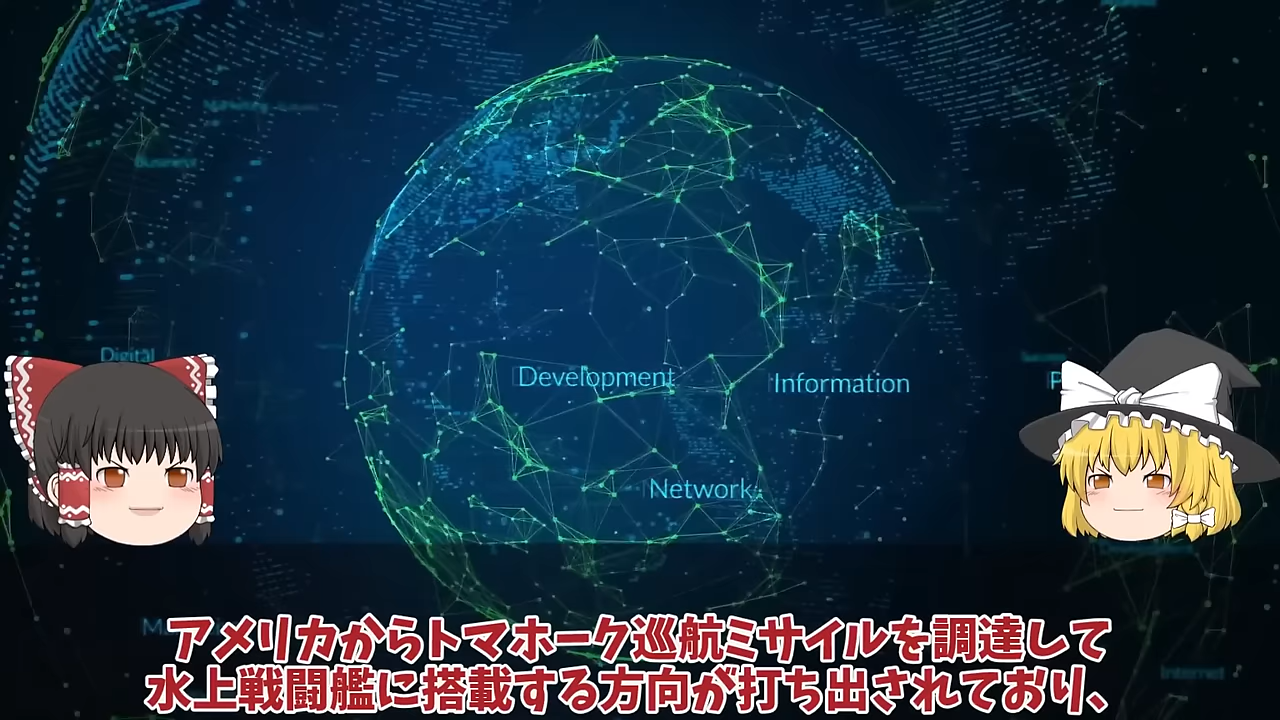 Digital
Development
Information
Network
Internet
アメリカからトマホーク巡航ミサイルを調達して
水上戦闘艦に搭載する方向が打ち出されており、